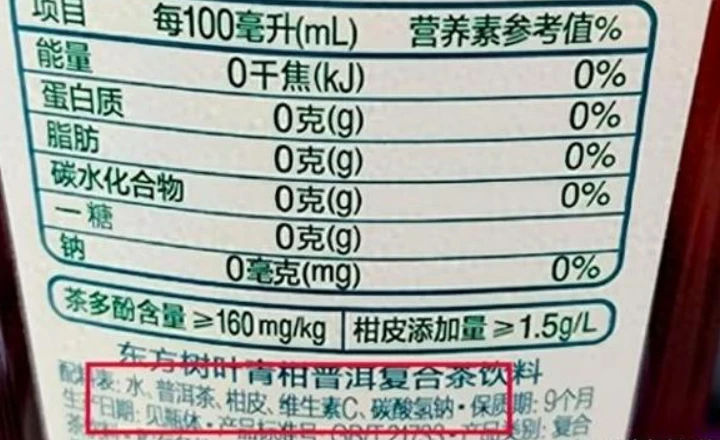 项目 每100毫升(mL) 营养素参考值%
能量 0千焦(kJ) 0%
蛋白质 0克(g) 0%
脂肪 0克(g) 0%
碳水化合物 0克(g) 0%
一糖 0克(g)
钠 0毫克(mg) 0%
茶多酚含量≥160mg/kg 柑皮添加量≥1.5g/L
东方树叶青柑普洱复合茶饮料
配料表:水、普洱茶、柑皮、维生素C、碳酸氢钠·保质期:9个月
生产日期:见瓶体·产品标准号:GB/T 21733·产品类别:复合